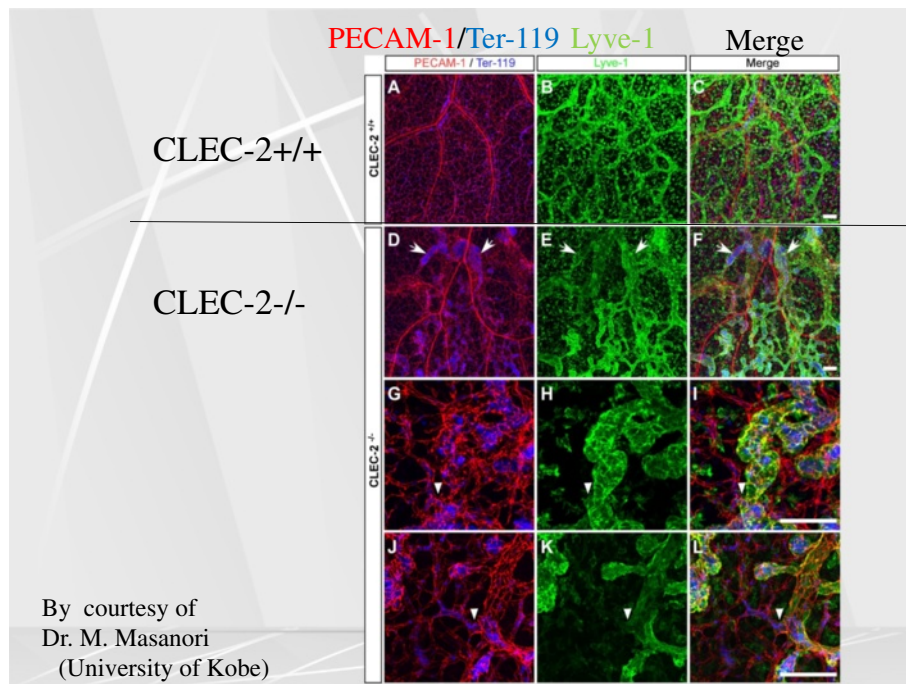 PECAM-1/Ter-119 Lyve-1 Merge
PECAM-1 / Ter-119 Lyve-1 Merge
CLEC-2+/+
CLEC-2 +/+
A B C
CLEC-2-/-
CLEC-2 -/-
D E F
G H I
J K L
By courtesy of
Dr. M. Masanori
(University of Kobe)